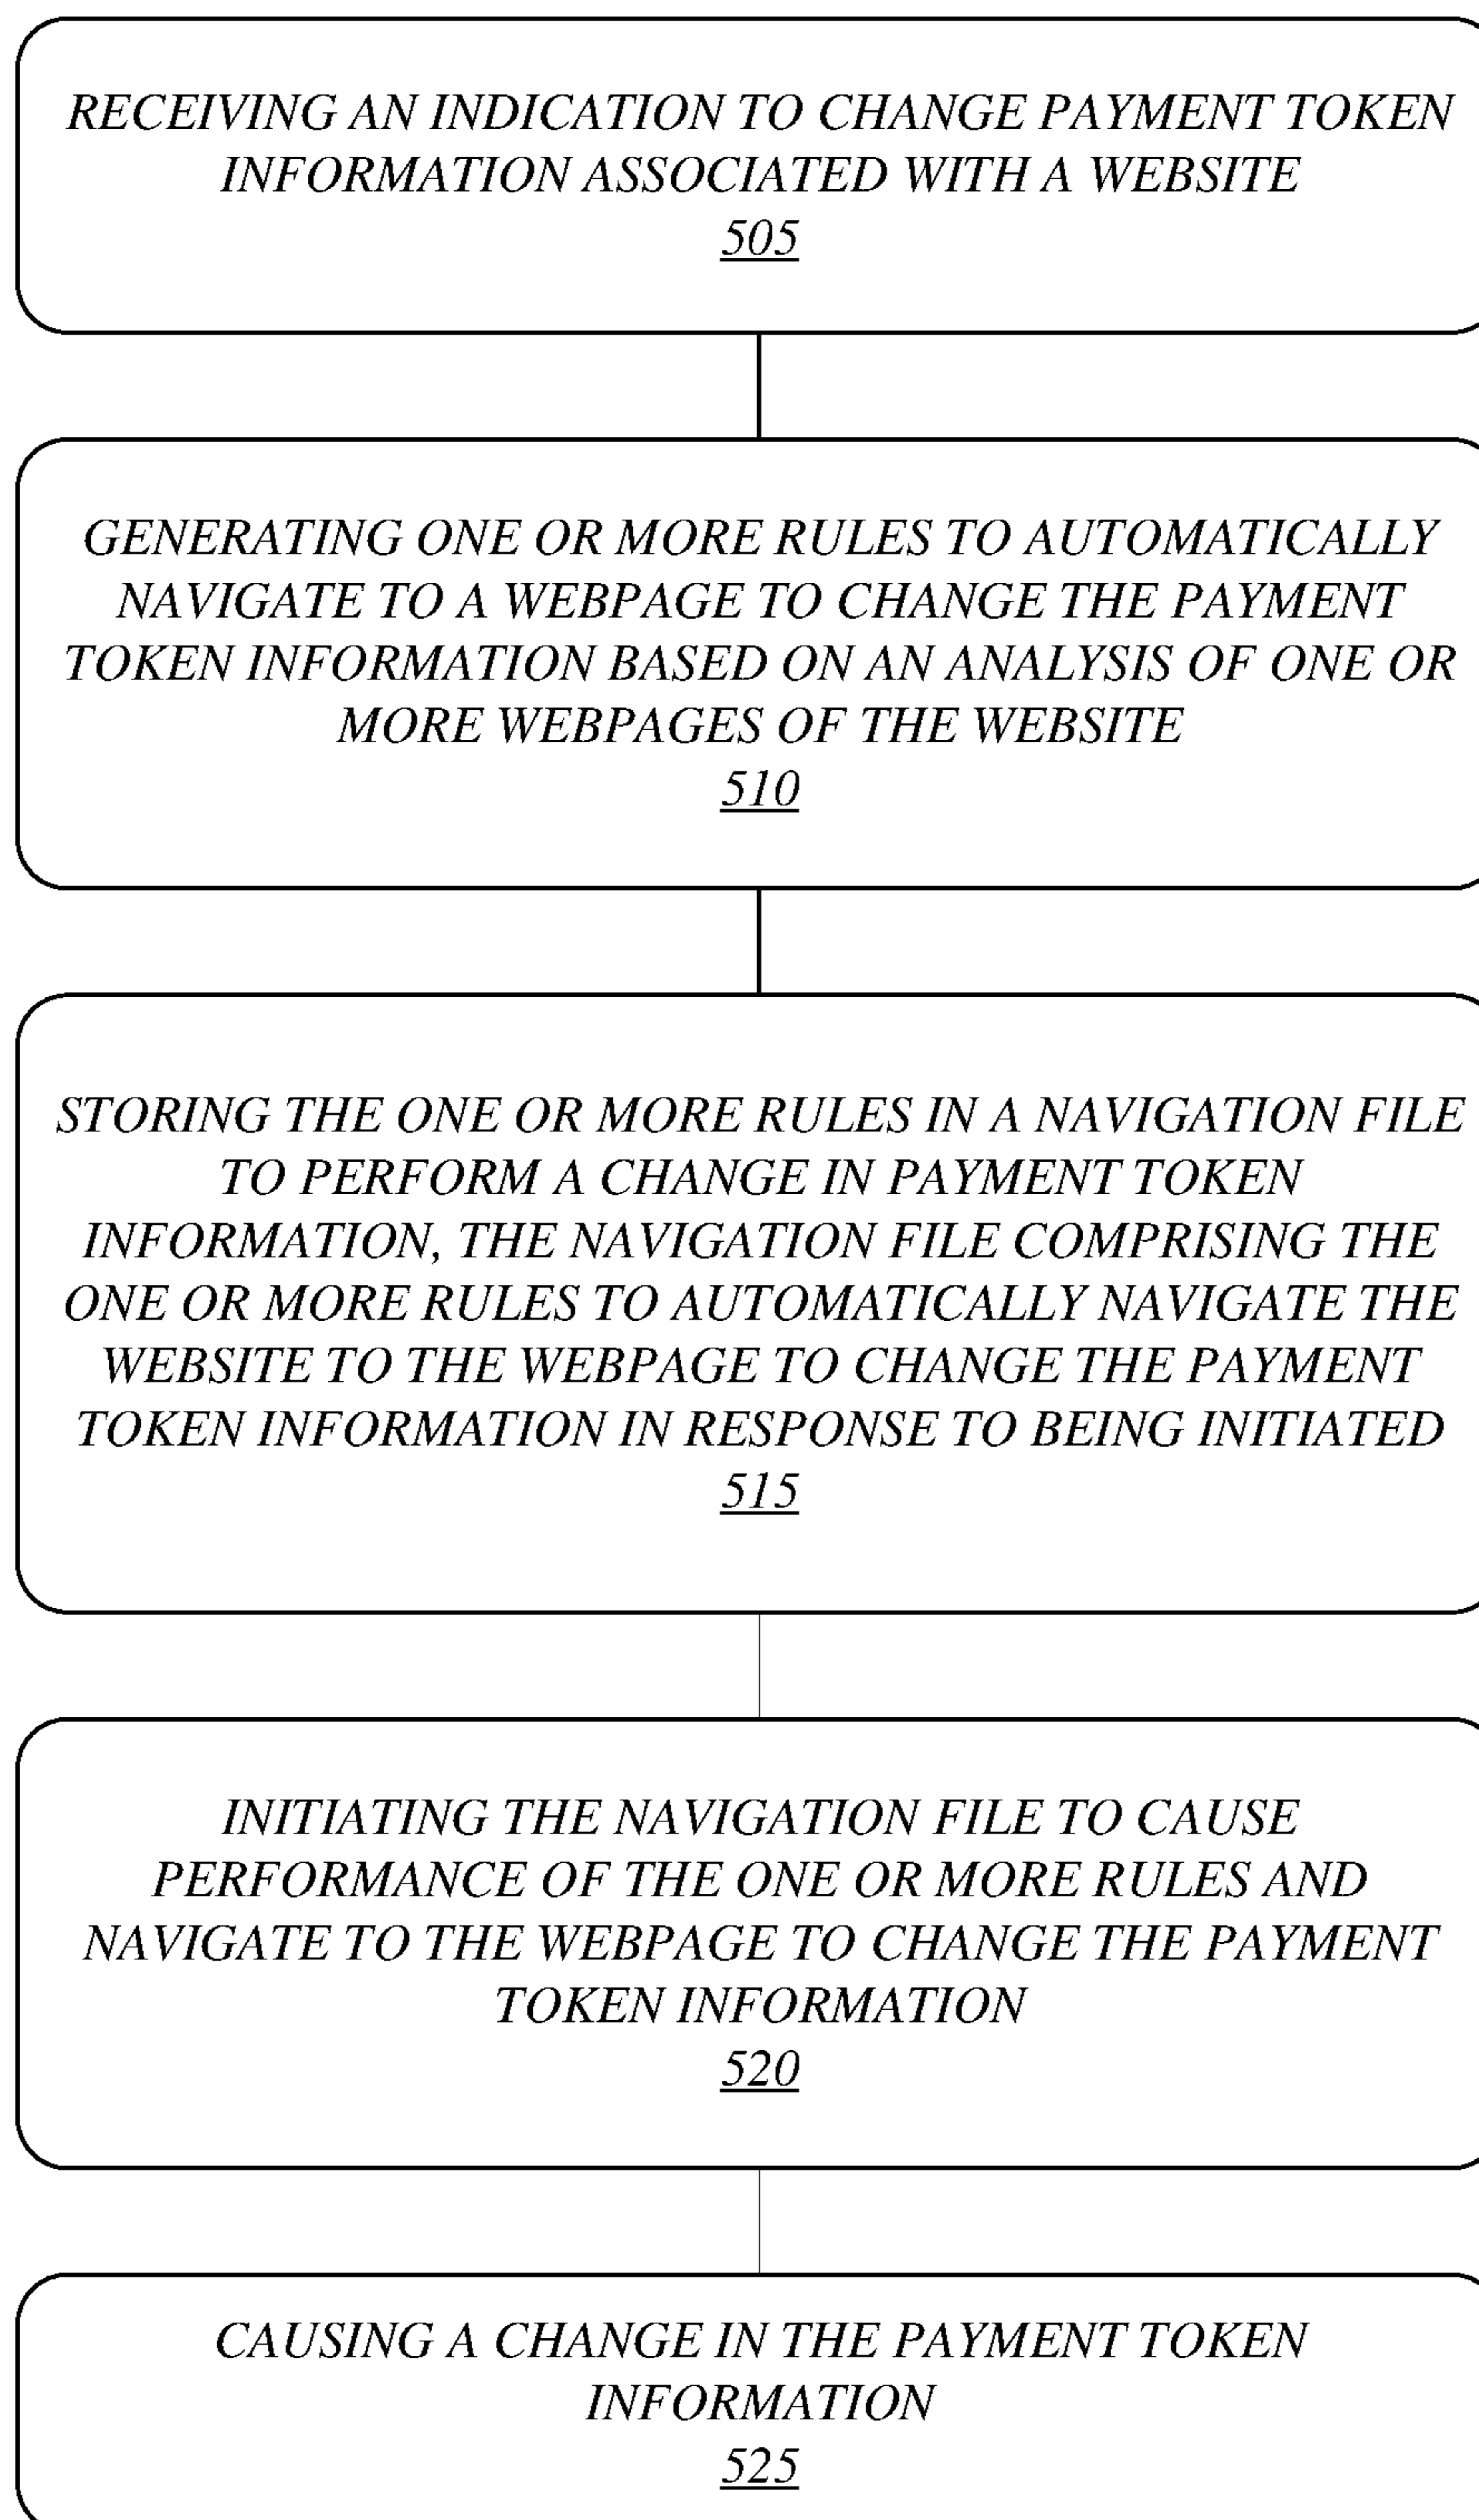 RECEIVING AN INDICATION TO CHANGE PAYMENT TOKEN
INFORMATION ASSOCIATED WITH A WEBSITE
505
GENERATING ONE OR MORE RULES TO AUTOMATICALLY
NAVIGATE TO A WEBPAGE TO CHANGE THE PAYMENT
TOKEN INFORMATION BASED ON AN ANALYSIS OF ONE OR
MORE WEBPAGES OF THE WEBSITE
510
STORING THE ONE OR MORE RULES IN A NAVIGATION FILE
TO PERFORM A CHANGE IN PAYMENT TOKEN
INFORMATION, THE NAVIGATION FILE COMPRISING THE
ONE OR MORE RULES TO AUTOMATICALLY NAVIGATE THE
WEBSITE TO THE WEBPAGE TO CHANGE THE PAYMENT
TOKEN INFORMATION IN RESPONSE TO BEING INITIATED
515
INITIATING THE NAVIGATION FILE TO CAUSE
PERFORMANCE OF THE ONE OR MORE RULES AND
NAVIGATE TO THE WEBPAGE TO CHANGE THE PAYMENT
TOKEN INFORMATION
520
CAUSING A CHANGE IN THE PAYMENT TOKEN
INFORMATION
525